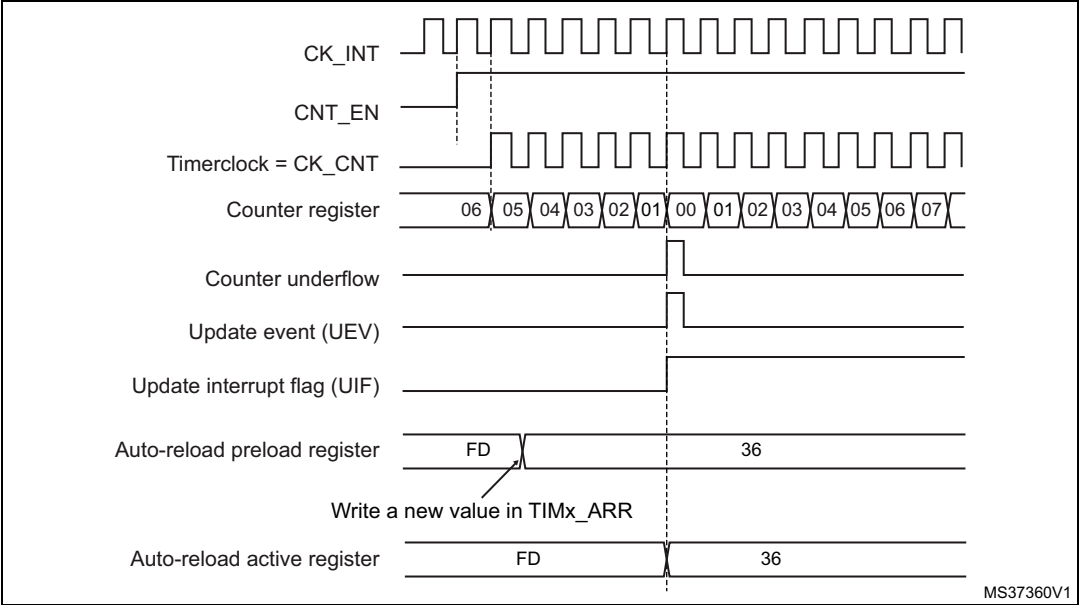 CK_INT
CNT_EN
Timerclock = CK_CNT
Counter register 06 05 04 03 02 01 00 01 02 03 04 05 06 07
Counter underflow
Update event (UEV)
Update interrupt flag (UIF)
Auto-reload preload register FD 36
Write a new value in TIMx_ARR
Auto-reload active register FD 36
MS37360V1